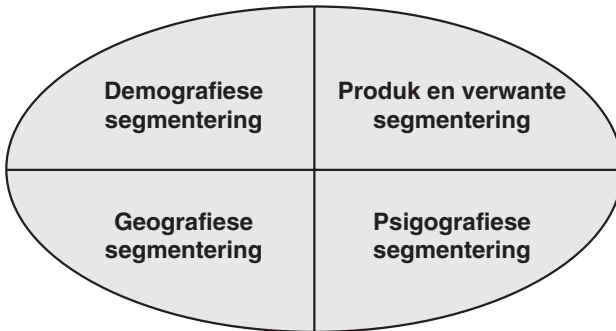 Demografiese
segmentering
Produk en verwante
segmentering
Geografiese
segmentering
Psigografiese
segmentering